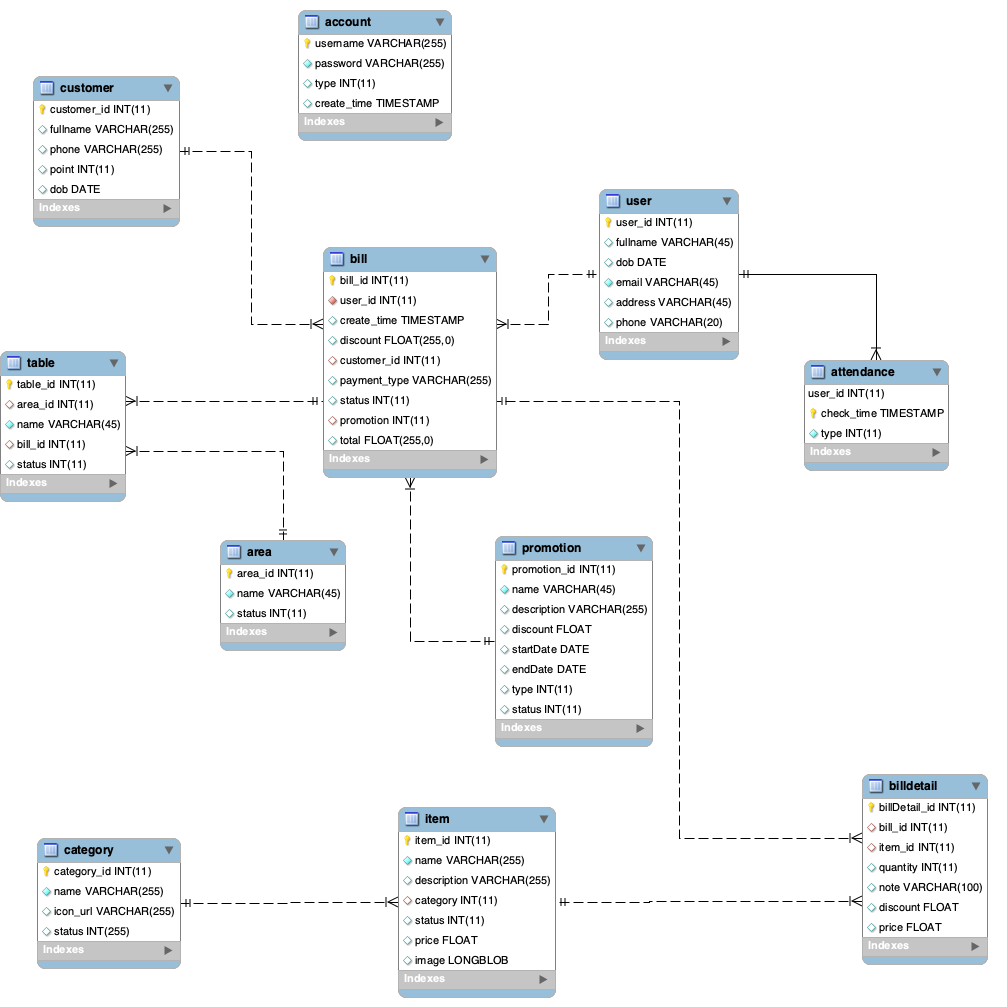 account
username VARCHAR(255)
password VARCHAR(255)
type INT(11)
create_time TIMESTAMP
Indexes
customer
customer_id INT(11)
fullname VARCHAR(255)
phone VARCHAR(255)
point INT(11)
dob DATE
Indexes
user
user_id INT(11)
fullname VARCHAR(45)
dob DATE
email VARCHAR(45)
address VARCHAR(45)
phone VARCHAR(20)
Indexes
bill
bill_id INT(11)
user_id INT(11)
create_time TIMESTAMP
discount FLOAT(255,0)
customer_id INT(11)
payment_type VARCHAR(255)
status INT(11)
promotion INT(11)
total FLOAT(255,0)
Indexes
table
table_id INT(11)
area_id INT(11)
name VARCHAR(45)
bill_id INT(11)
status INT(11)
Indexes
attendance
user_id INT(11)
check_time TIMESTAMP
type INT(11)
Indexes
area
area_id INT(11)
name VARCHAR(45)
status INT(11)
Indexes
promotion
promotion_id INT(11)
name VARCHAR(45)
description VARCHAR(255)
discount FLOAT
startDate DATE
endDate DATE
type INT(11)
status INT(11)
Indexes
billdetail
billDetail_id INT(11)
bill_id INT(11)
item_id INT(11)
quantity INT(11)
note VARCHAR(100)
discount FLOAT
price FLOAT
Indexes
item
item_id INT(11)
name VARCHAR(255)
description VARCHAR(255)
category INT(11)
status INT(11)
price FLOAT
image LONGBLOB
Indexes
category
category_id INT(11)
name VARCHAR(255)
icon_url VARCHAR(255)
status INT(255)
Indexes